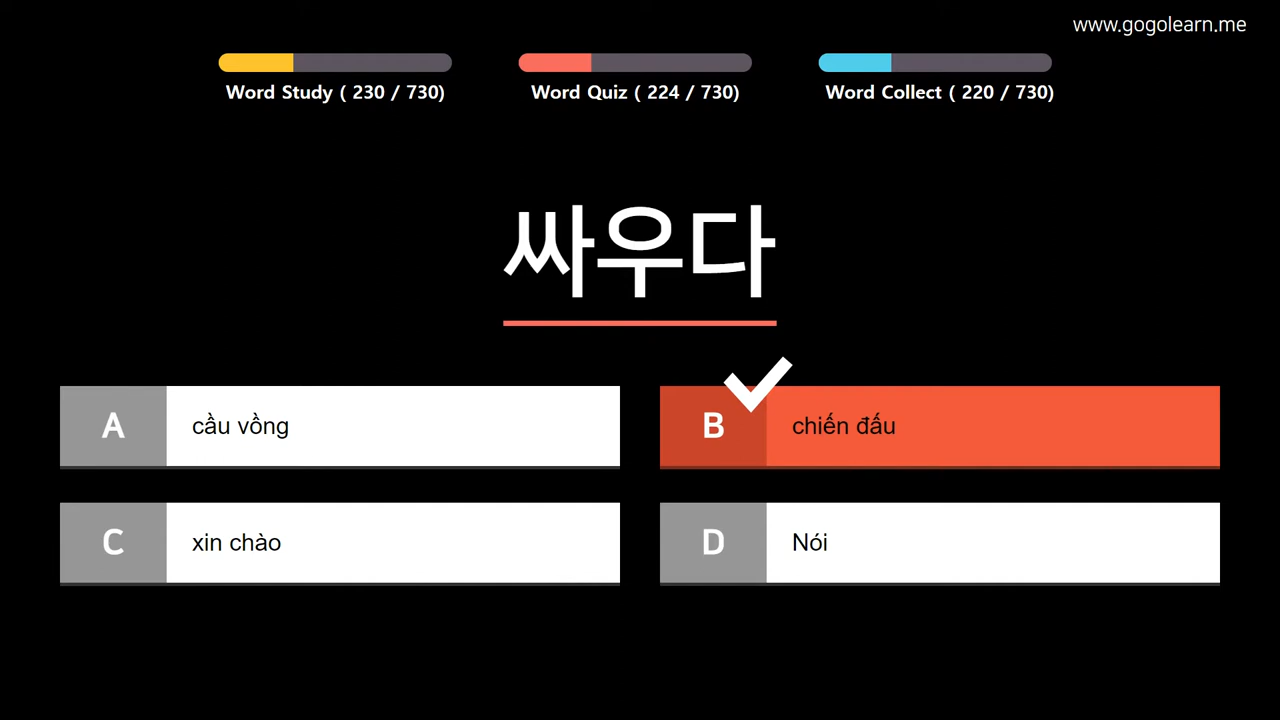 www.gogolearn.me
Word Study ( 230 / 730)
Word Quiz ( 224 / 730)
Word Collect ( 220 / 730)
싸우다
A cầu vồng
B chiến đấu
C xin chào
D Nói